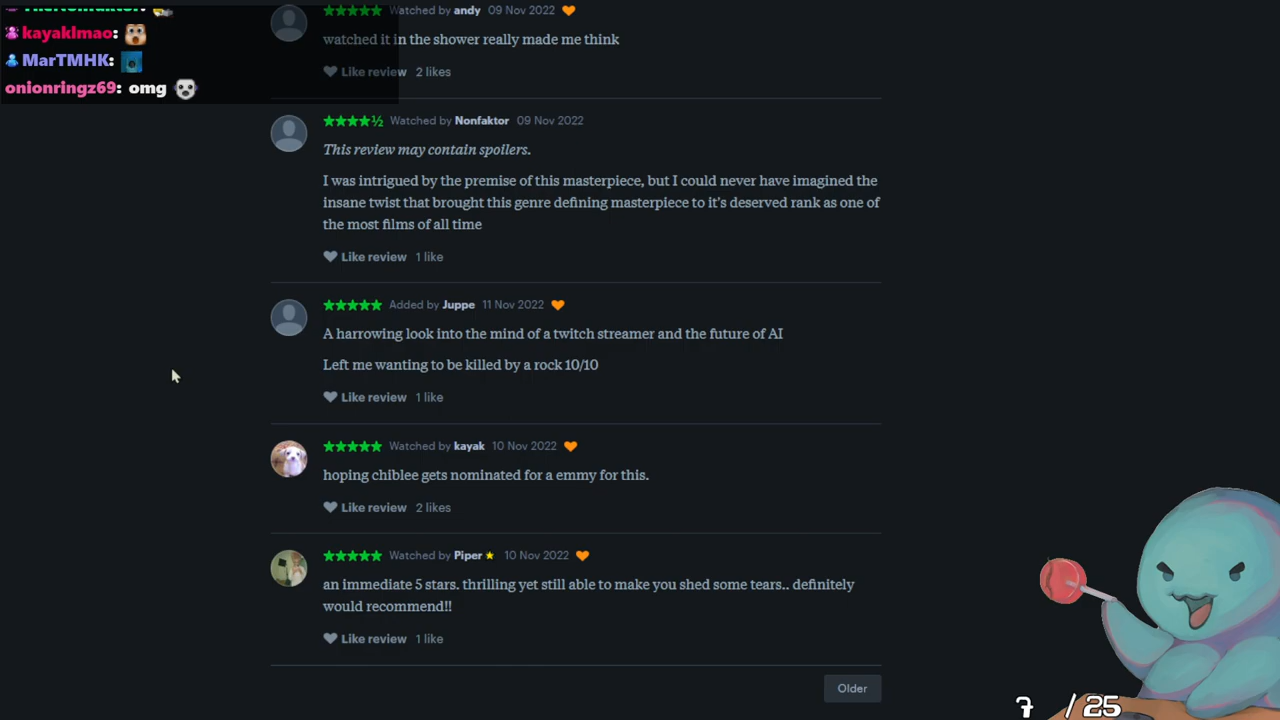 kayaklmao:
MarTMHK:
onionringz69: omg
★★★★★ Watched by andy 09 Nov 2022
watched it in the shower really made me think
Like review 2 likes
★★★★½ Watched by Nonfaktor 09 Nov 2022
This review may contain spoilers.
I was intrigued by the premise of this masterpiece, but I could never have imagined the
insane twist that brought this genre defining masterpiece to it's deserved rank as one of
the most films of all time
Like review 1 like
★★★★★ Added by Juppe 11 Nov 2022
A harrowing look into the mind of a twitch streamer and the future of AI
Left me wanting to be killed by a rock 10/10
Like review 1 like
★★★★★ Watched by kayak 10 Nov 2022
hoping chiblee gets nominated for a emmy for this.
Like review 2 likes
★★★★★ Watched by Piper ★ 10 Nov 2022
an immediate 5 stars. thrilling yet still able to make you shed some tears.. definitely
would recommend!!
Like review 1 like
Older
7 /25